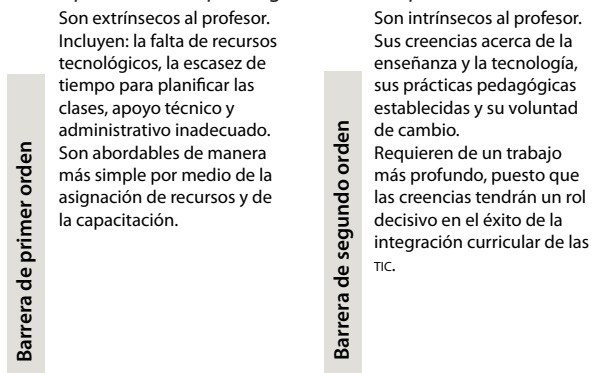 Barrera de primer orden
Son extrínsecos al profesor.
Incluyen: la falta de recursos
tecnológicos, la escasez de
tiempo para planificar las
clases, apoyo técnico y
administrativo inadecuado.
Son abordables de manera
más simple por medio de la
asignación de recursos y de
la capacitación.
Barrera de segundo orden
Son intrínsecos al profesor.
Sus creencias acerca de la
enseñanza y la tecnología,
sus prácticas pedagógicas
establecidas y su voluntad
de cambio.
Requieren de un trabajo
más profundo, puesto que
las creencias tendrán un rol
decisivo en el éxito de la
integración curricular de las
TIC.